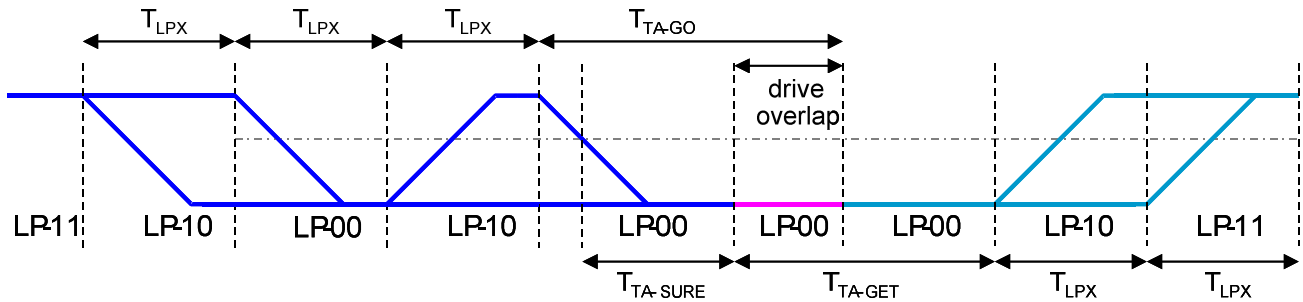 TLPX TLPX TLPX TTA-GO
drive
overlap
LP-11 LP-10 LP-00 LP-10 LP-00 LP-00 LP-00 LP-10 LP-11
TTA-SURE TTA-GET TLPX TLPX